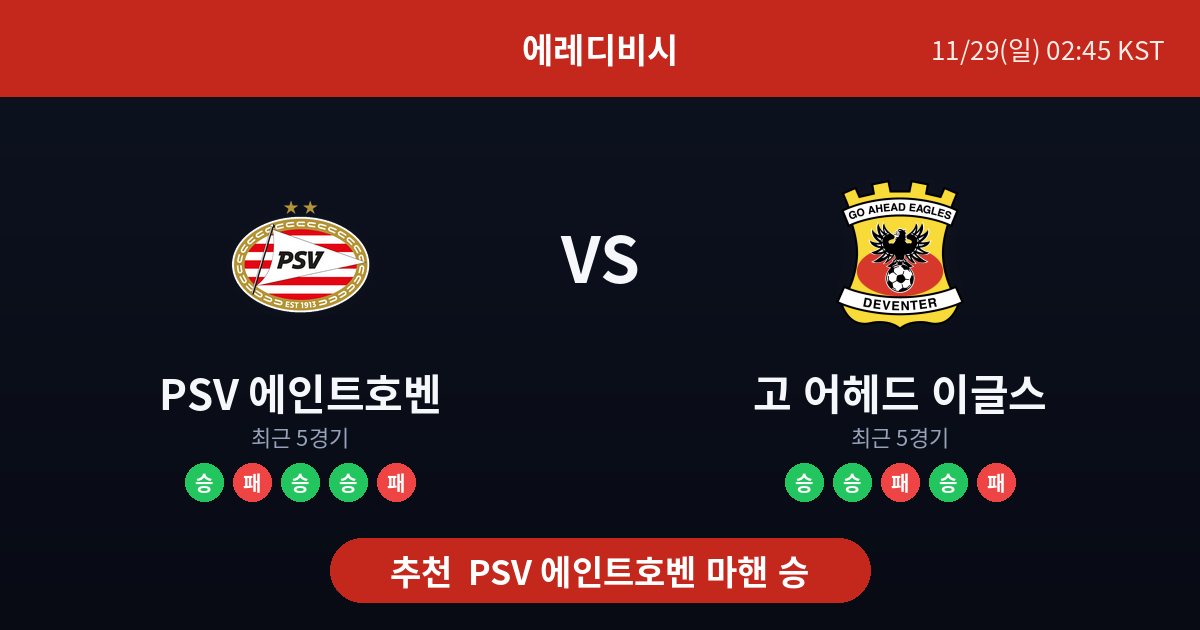 에레디비시
11/29(일) 02:45 KST
PSV
EST 1913
VS
GO AHEAD EAGLES
DEVENTER
PSV 에인트호벤
고 어헤드 이글스
최근 5경기
최근 5경기
승 패 승 승 패
승 승 패 승 패
추천 PSV 에인트호벤 마핸 승